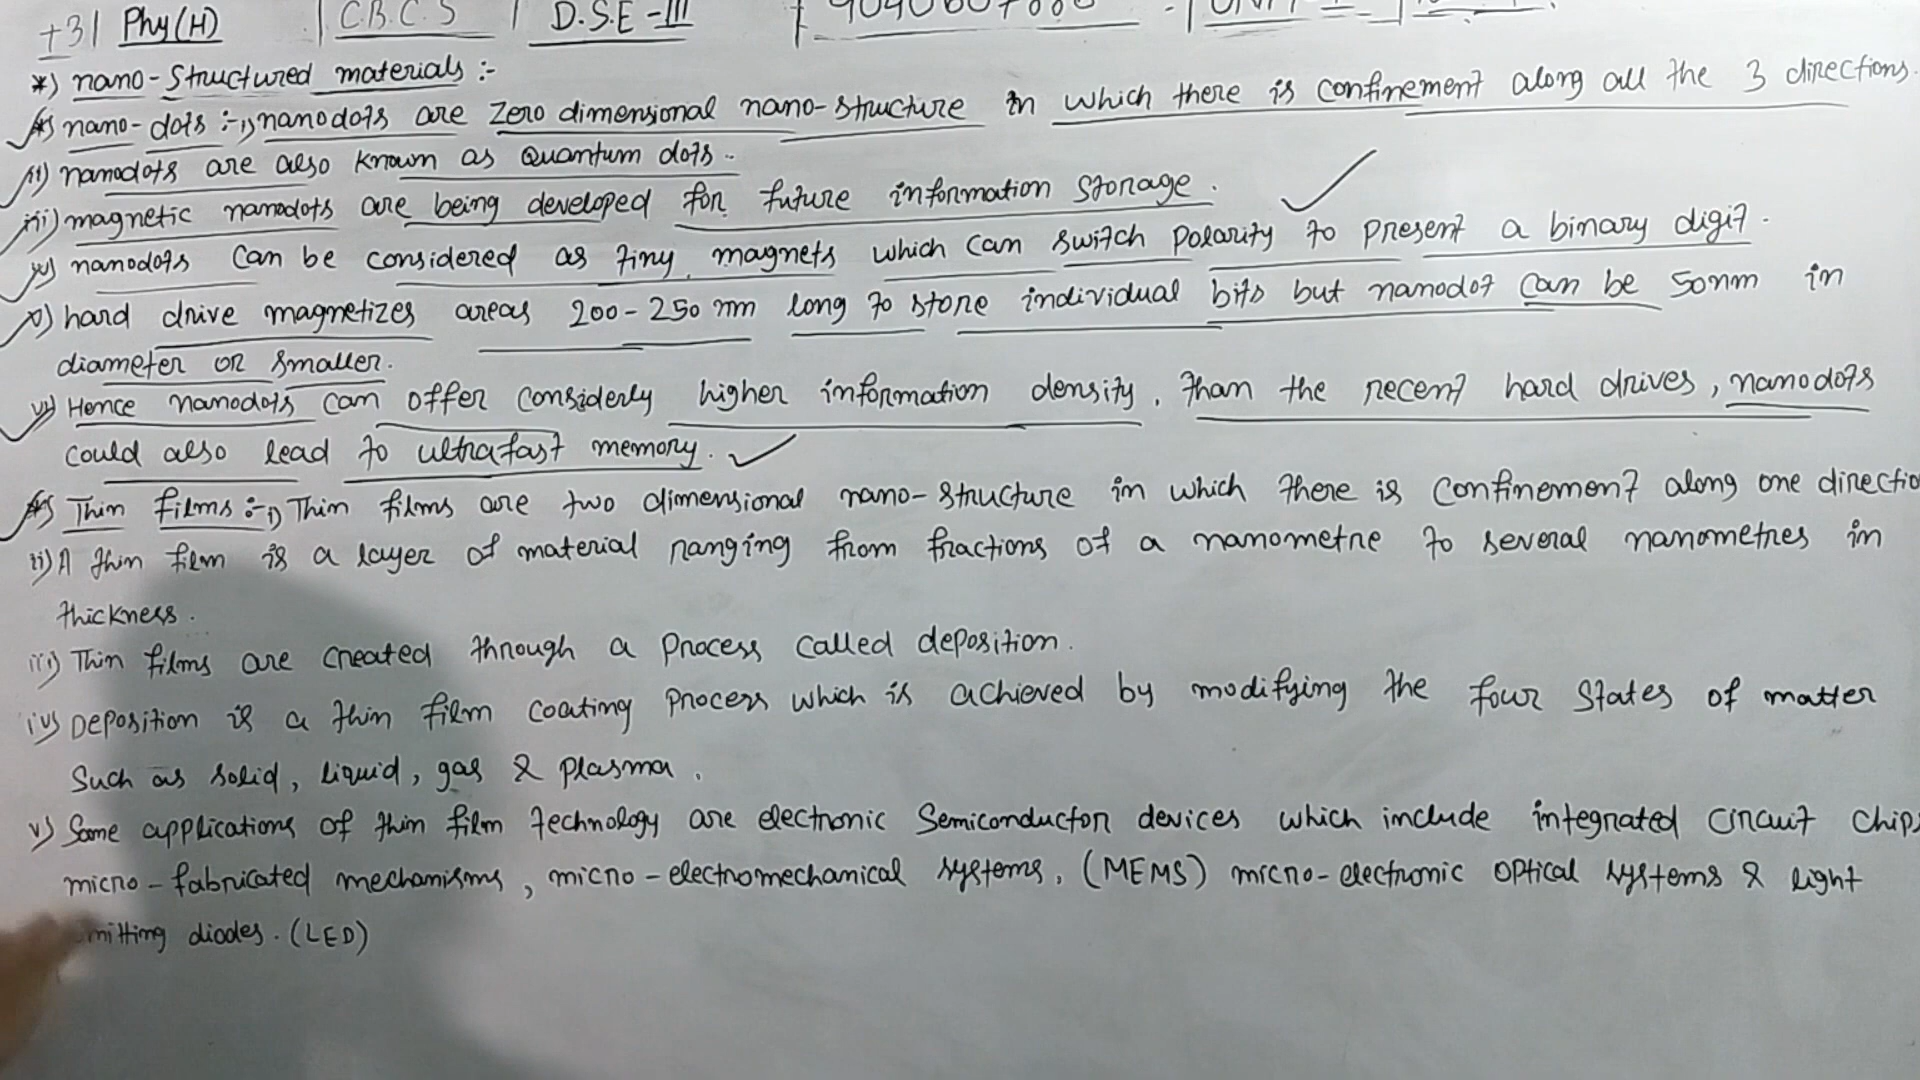 +3 | Phy(H) | C.B.C.S | D.S.E-III
*) nano-Structured materials :-
*) nano-dots :- i) nanodots are zero dimensional nano-structure in which there is confinement along all the 3 directions.
ii) nanodots are also known as Quantum dots.
iii) magnetic nanodots are being developed for future information storage.
iv) nanodots can be considered as tiny magnets which can switch polarity to present a binary digit.
v) hard drive magnetizes areas 200-250 nm long to store individual bits but nanodot can be 50nm in
diameter or smaller.
vi) Hence nanodots can offer considerly higher information density, than the recent hard drives, nanodots
could also lead to ultrafast memory.
*) Thin films :- i) Thin films are two dimensional nano-structure in which there is confinement along one directio
ii) A thin film is a layer of material ranging from fractions of a nanometre to several nanometres in
thickness.
iii) Thin films are created through a process called deposition.
iv) Deposition is a thin film coating process which is achieved by modifying the four states of matter
Such as solid, liquid, gas & plasma.
v) Some applications of thin film technology are electronic Semiconductor devices which include integrated circuit chips
micro-fabricated mechanisms, micro-electromechanical systems, (MEMS) micro-electronic optical systems & light
mitting diodes. (LED)